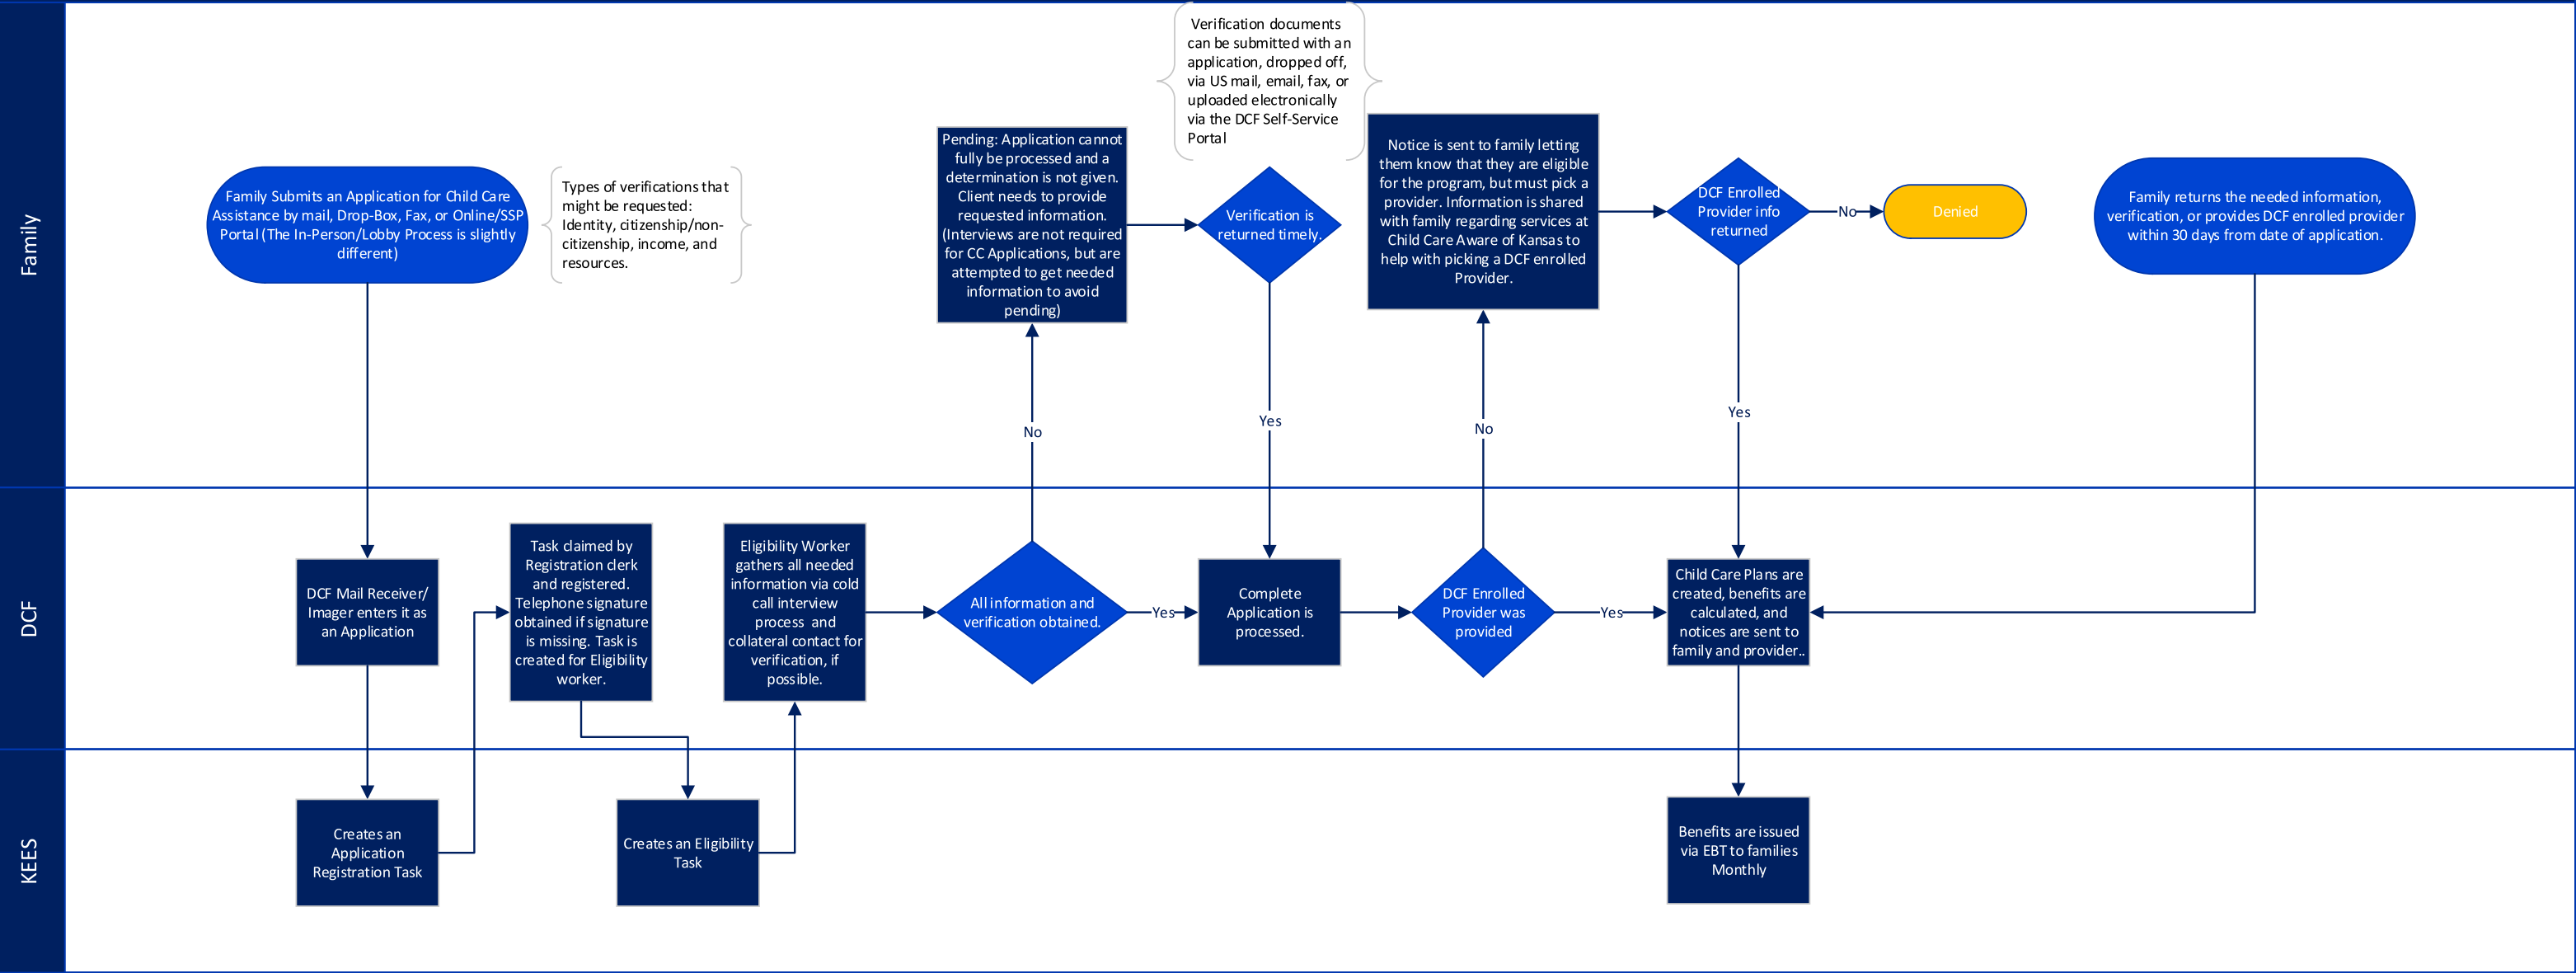 Family
Family Submits an Application for Child Care
Assistance by mail, Drop-Box, Fax, or Online/SSP
Portal (The In-Person/Lobby Process is slightly
different)
Types of verifications that
might be requested:
Identity, citizenship/non-
citizenship, income, and
resources.
Pending: Application cannot
fully be processed and a
determination is not given.
Client needs to provide
requested information.
(Interviews are not required
for CC Applications, but are
attempted to get needed
information to avoid
pending)
Verification documents
can be submitted with an
application, dropped off,
via US mail, email, fax, or
uploaded electronically
via the DCF Self-Service
Portal
Verification is
returned timely.
Notice is sent to family letting
them know that they are eligible
for the program, but must pick a
provider. Information is shared
with family regarding services at
Child Care Aware of Kansas to
help with picking a DCF enrolled
Provider.
DCF Enrolled
Provider info
returned
No
Denied
Family returns the needed information,
verification, or provides DCF enrolled provider
within 30 days from date of application.
No
Yes
No
Yes
DCF
DCF Mail Receiver/
Imager enters it as
an Application
Task claimed by
Registration clerk
and registered.
Telephone signature
obtained if signature
is missing. Task is
created for Eligibility
worker.
Eligibility Worker
gathers all needed
information via cold
call interview
process and
collateral contact for
verification, if
possible.
All information and
verification obtained.
Yes
Complete
Application is
processed.
DCF Enrolled
Provider was
provided
Yes
Child Care Plans are
created, benefits are
calculated, and
notices are sent to
family and provider..
KEES
Creates an
Application
Registration Task
Creates an Eligibility
Task
Benefits are issued
via EBT to families
Monthly